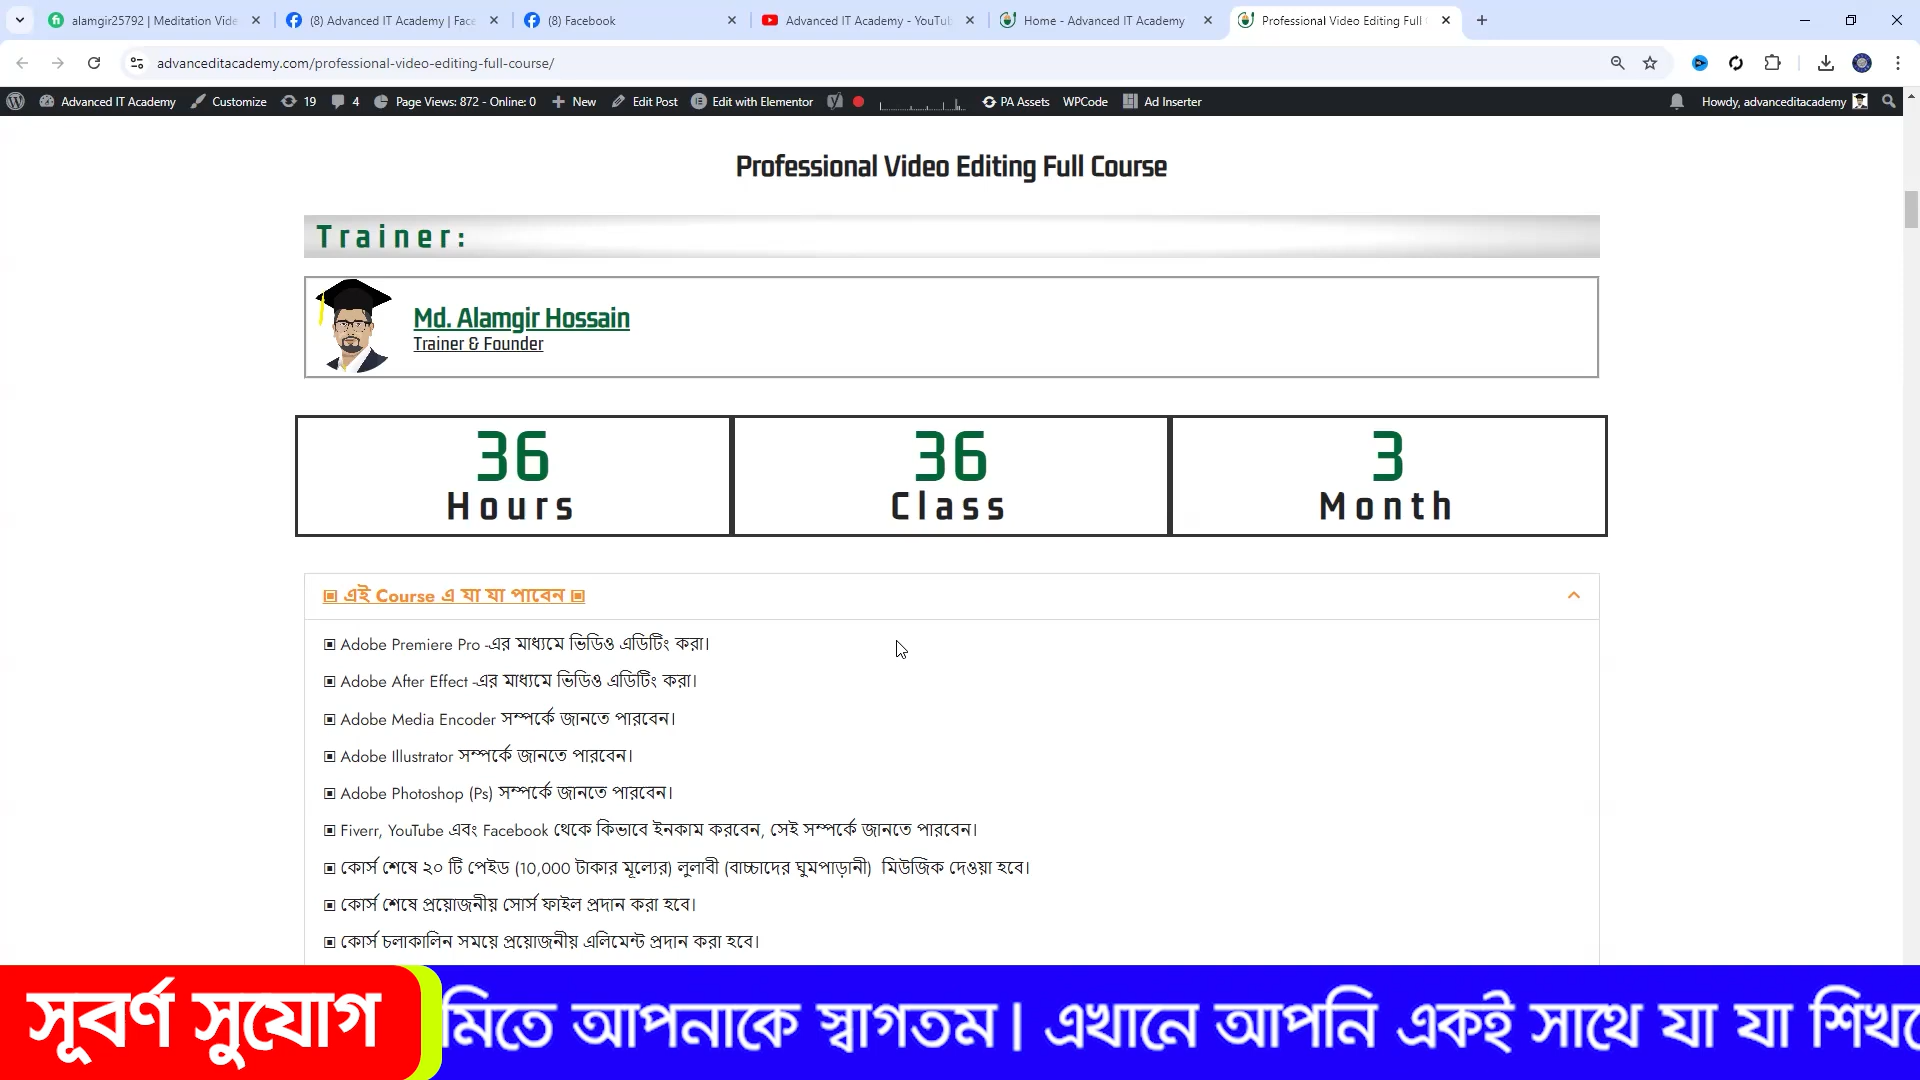 alamgir25792 | Meditation Vide
(8) Advanced IT Academy | Face
(8) Facebook
Advanced IT Academy - YouTub
Home - Advanced IT Academy
Professional Video Editing Full
advanceditacademy.com/professional-video-editing-full-course/
Advanced IT Academy Customize 19 4 Page Views: 872 - Online: 0 New Edit Post Edit with Elementor PA Assets WPCode Ad Inserter Howdy, advanceditacademy
Professional Video Editing Full Course
Trainer:
Md. Alamgir Hossain
Trainer & Founder
36 36 3
Hours Class Month
▣ এই Course এ যা যা পাবেন ▣
▣ Adobe Premiere Pro -এর মাধ্যমে ভিডিও এডিটিং করা।
▣ Adobe After Effect -এর মাধ্যমে ভিডিও এডিটিং করা।
▣ Adobe Media Encoder সম্পর্কে জানতে পারবেন।
▣ Adobe Illustrator সম্পর্কে জানতে পারবেন।
▣ Adobe Photoshop (Ps) সম্পর্কে জানতে পারবেন।
▣ Fiverr, YouTube এবং Facebook থেকে কিভাবে ইনকাম করবেন, সেই সম্পর্কে জানতে পারবেন।
▣ কোর্স শেষে ২০ টি পেইড (10,000 টাকার মূল্যের) লুলাবী (বাচ্চাদের ঘুমপাড়ানী) মিউজিক দেওয়া হবে।
▣ কোর্স শেষে প্রয়োজনীয় সোর্স ফাইল প্রদান করা হবে।
▣ কোর্স চলাকালিন সময়ে প্রয়োজনীয় এলিমেন্ট প্রদান করা হবে।
সূবর্ণ সুযোগ মিতে আপনাকে স্বাগতম। এখানে আপনি একই সাথে যা যা শিখতে